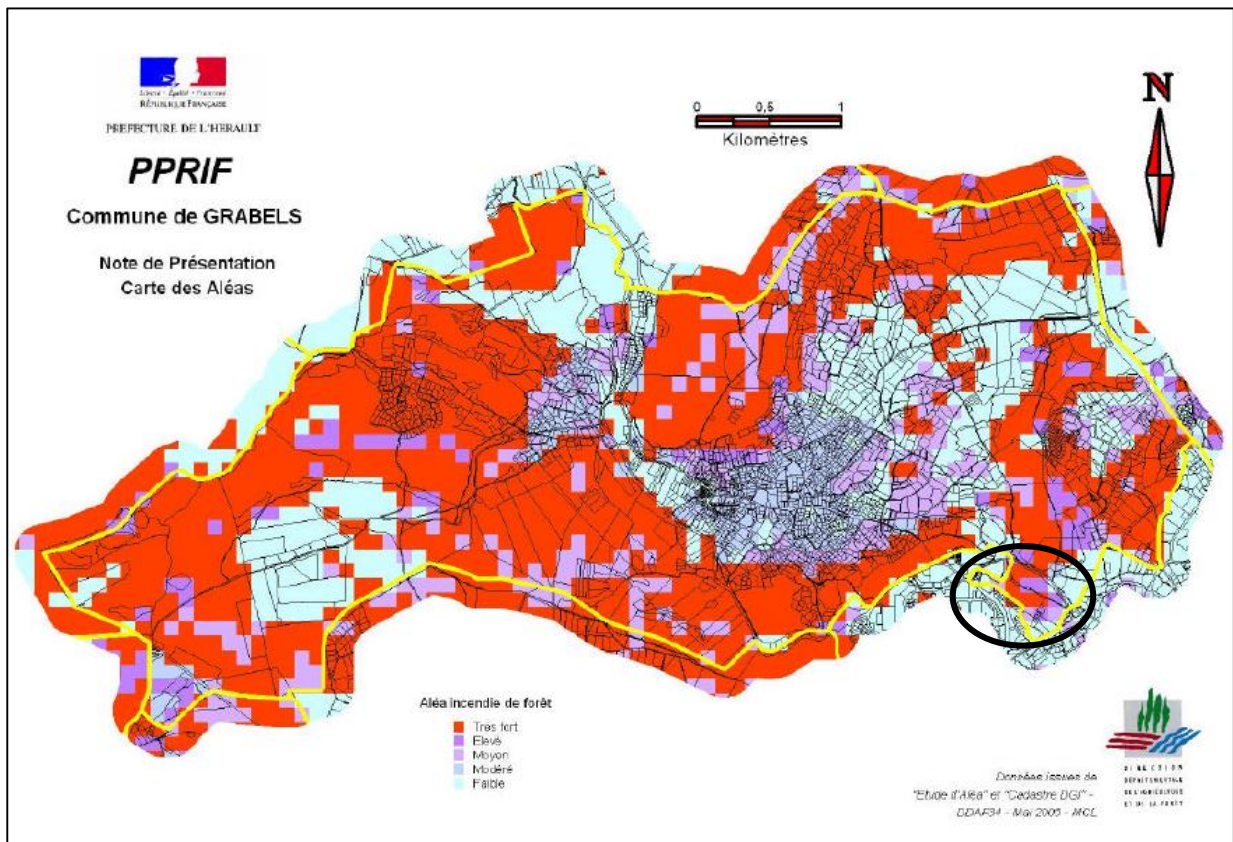 Liberté • Égalité • Fraternité
RÉPUBLIQUE FRANÇAISE
PREFECTURE DE L'HERAULT
PPRIF
Commune de GRABELS
Note de Présentation
Carte des Aléas
0 0,5 1
Kilomètres
N
Aléa incendie de forêt
Très fort
Elevé
Moyen
Modéré
Faible
DIRECTION
DÉPARTEMENTALE
DE L'AGRICULTURE
ET DE LA FORÊT
Données issues de
"Etude d'Aléa" et "Cadastre DGI" -
DDAF34 - Mai 2005 - MCL